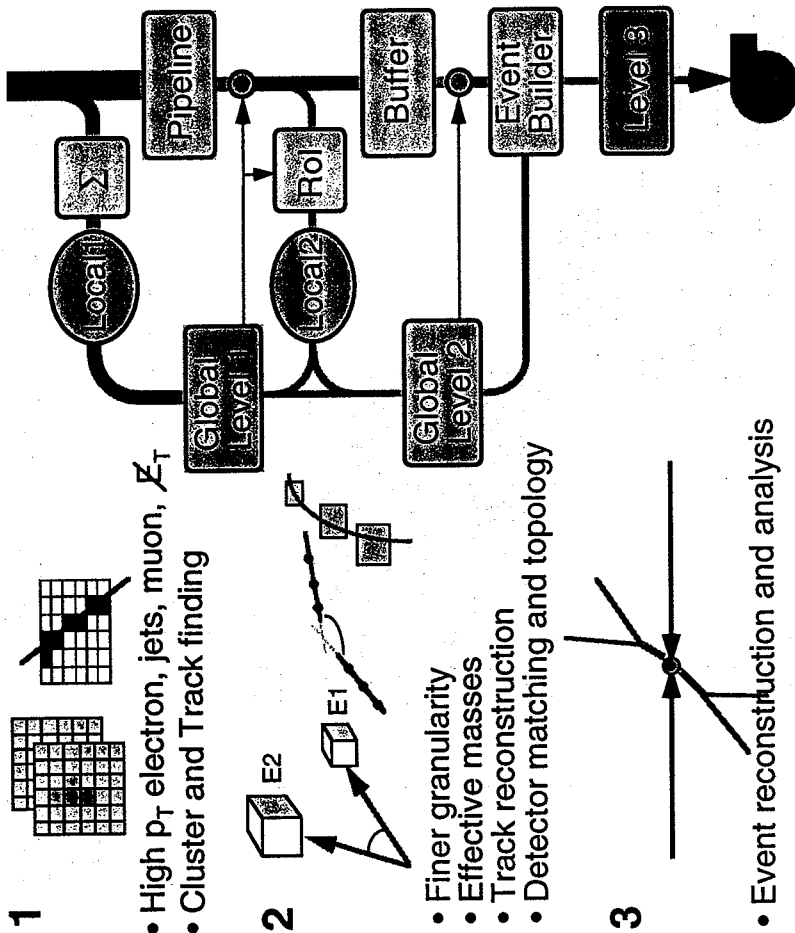 1
• High pT electron, jets, muon, E̸T
• Cluster and Track finding
2
E2
E1
• Finer granularity
• Effective masses
• Track reconstruction
• Detector matching and topology
3
• Event reconstruction and analysis
Local1
Σ
Pipeline
Global
Level 1
Local2
RoI
Buffer
Global
Level 2
Event
Builder
Level 3